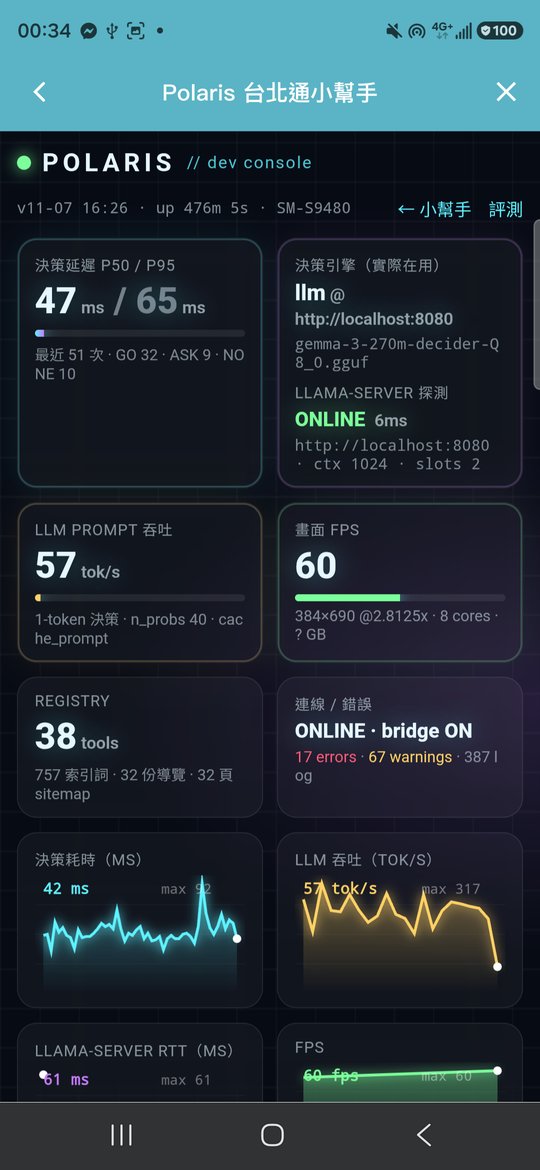 00:34
4G+
100
Polaris 台北通小幫手
POLARIS // dev console
v11-07 16:26 · up 476m 5s · SM-S9480
← 小幫手 評測
決策延遲 P50 / P95
47 ms / 65 ms
最近 51 次 · GO 32 · ASK 9 · NO
NE 10
決策引擎（實際在用）
llm @
http://localhost:8080
gemma-3-270m-decider-Q
8_0.gguf
LLAMA-SERVER 探測
ONLINE 6ms
http://localhost:8080
· ctx 1024 · slots 2
LLM PROMPT 吞吐
57 tok/s
1-token 決策 · n_probs 40 · cac
he_prompt
畫面 FPS
60
384×690 @2.8125x · 8 cores ·
? GB
REGISTRY
38 tools
757 索引詞 · 32 份導覽 · 32 頁
sitemap
連線 / 錯誤
ONLINE · bridge ON
17 errors · 67 warnings · 387 l
og
決策耗時（MS）
42 ms max 92
LLM 吞吐（TOK/S）
57 tok/s max 317
LLAMA-SERVER RTT（MS）
61 ms max 61
FPS
60 fps max 60